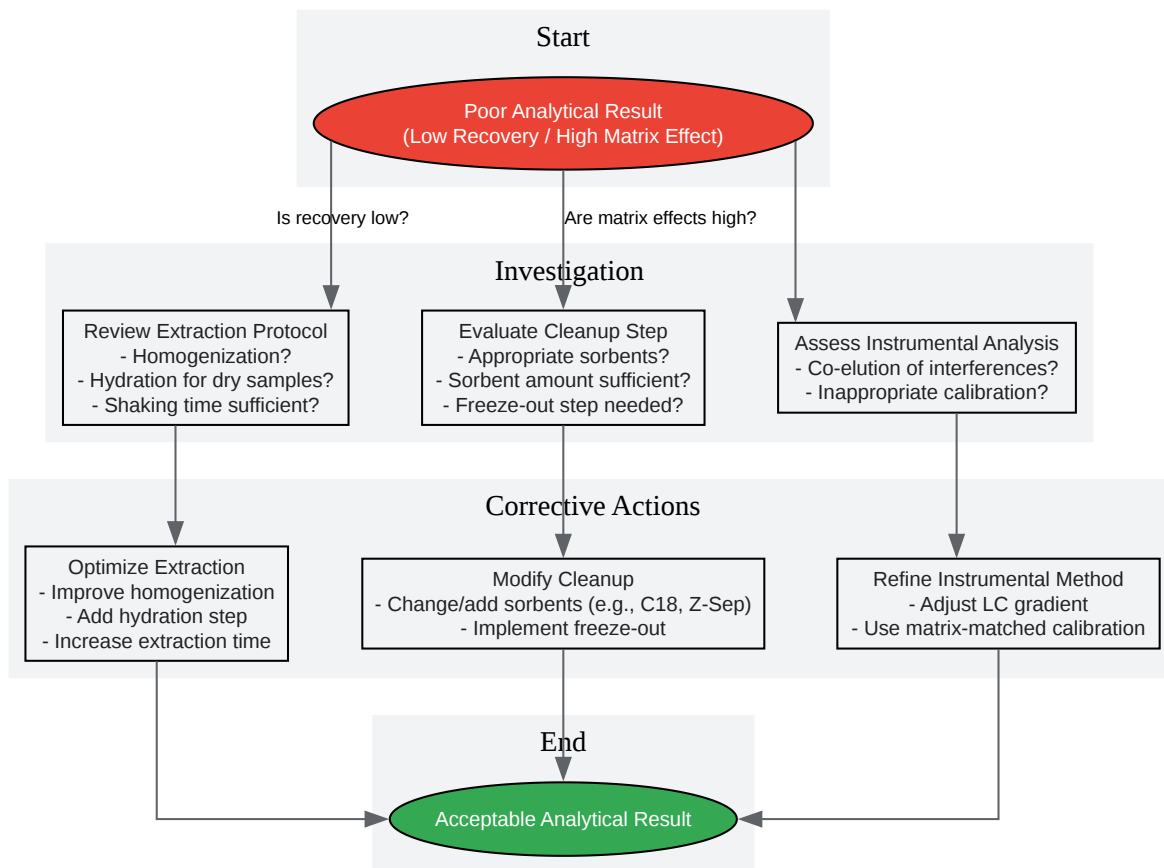 Start
Poor Analytical Result
(Low Recovery / High Matrix Effect)
Is recovery low?
Are matrix effects high?
Investigation
Review Extraction Protocol
- Homogenization?
- Hydration for dry samples?
- Shaking time sufficient?
Evaluate Cleanup Step
- Appropriate sorbents?
- Sorbent amount sufficient?
- Freeze-out step needed?
Assess Instrumental Analysis
- Co-elution of interferences?
- Inappropriate calibration?
Corrective Actions
Optimize Extraction
- Improve homogenization
- Add hydration step
- Increase extraction time
Modify Cleanup
- Change/add sorbents (e.g., C18, Z-Sep)
- Implement freeze-out
Refine Instrumental Method
- Adjust LC gradient
- Use matrix-matched calibration
End
Acceptable Analytical Result